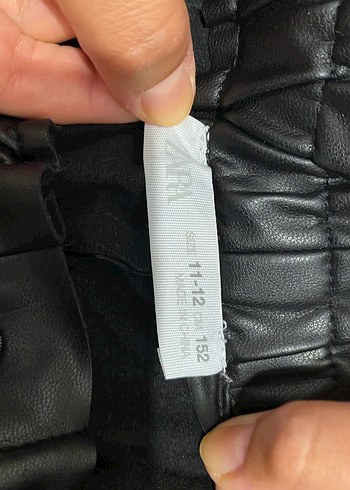 ZARA
SIZE 11-12 CM 152
MADE IN CHINA